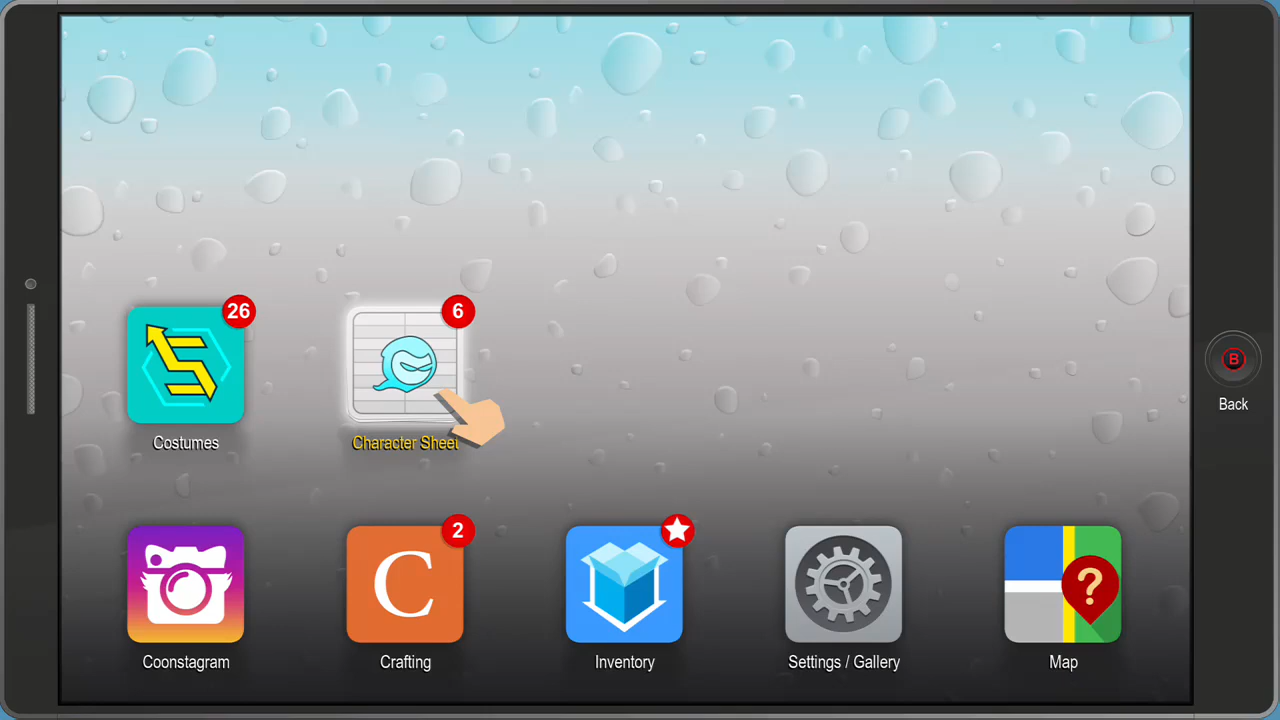 26
6
B
Back
Costumes
Character Sheet
2
C
?
Coonstagram
Crafting
Inventory
Settings / Gallery
Map